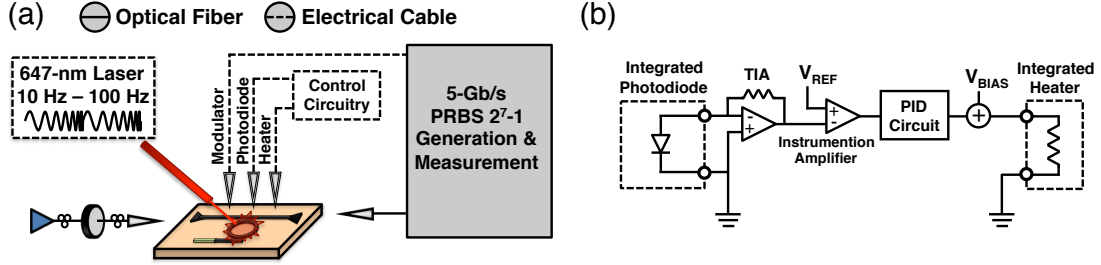 (a)
Optical Fiber
Electrical Cable
647-nm Laser
10 Hz – 100 Hz
Modulator
Photodiode
Heater
Control
Circuitry
5-Gb/s
PRBS 2⁷-1
Generation &
Measurement
(b)
Integrated
Photodiode
TIA
-
+
V_REF
+
-
Instrumention
Amplifier
PID
Circuit
V_BIAS
+
Integrated
Heater